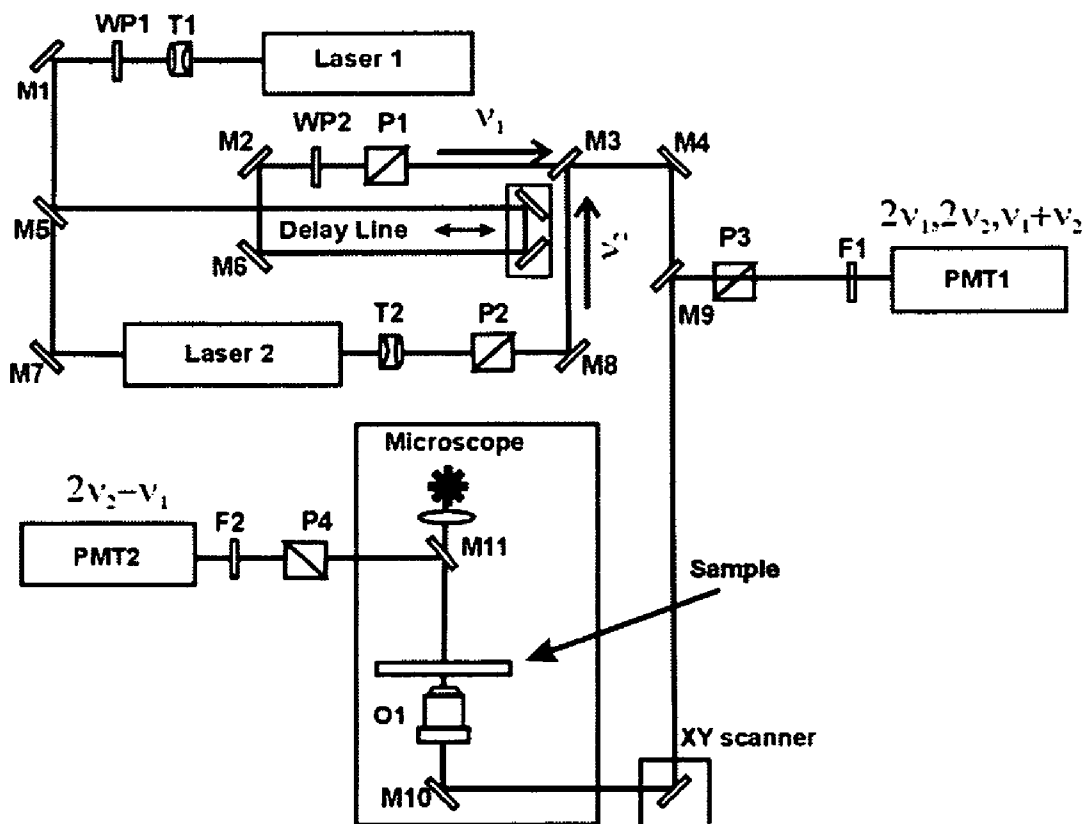 WP1 T1
Laser 1
M1
WP2 P1 ν₁
M2 M3 M4
M5 Delay Line
M6
ν₂
P3 F1 2ν₁,2ν₂,ν₁+ν₂
PMT1
M9
T2 P2
Laser 2
M7 M8
Microscope
2ν₂–ν₁
F2 P4
PMT2 M11
Sample
O1
XY scanner
M10